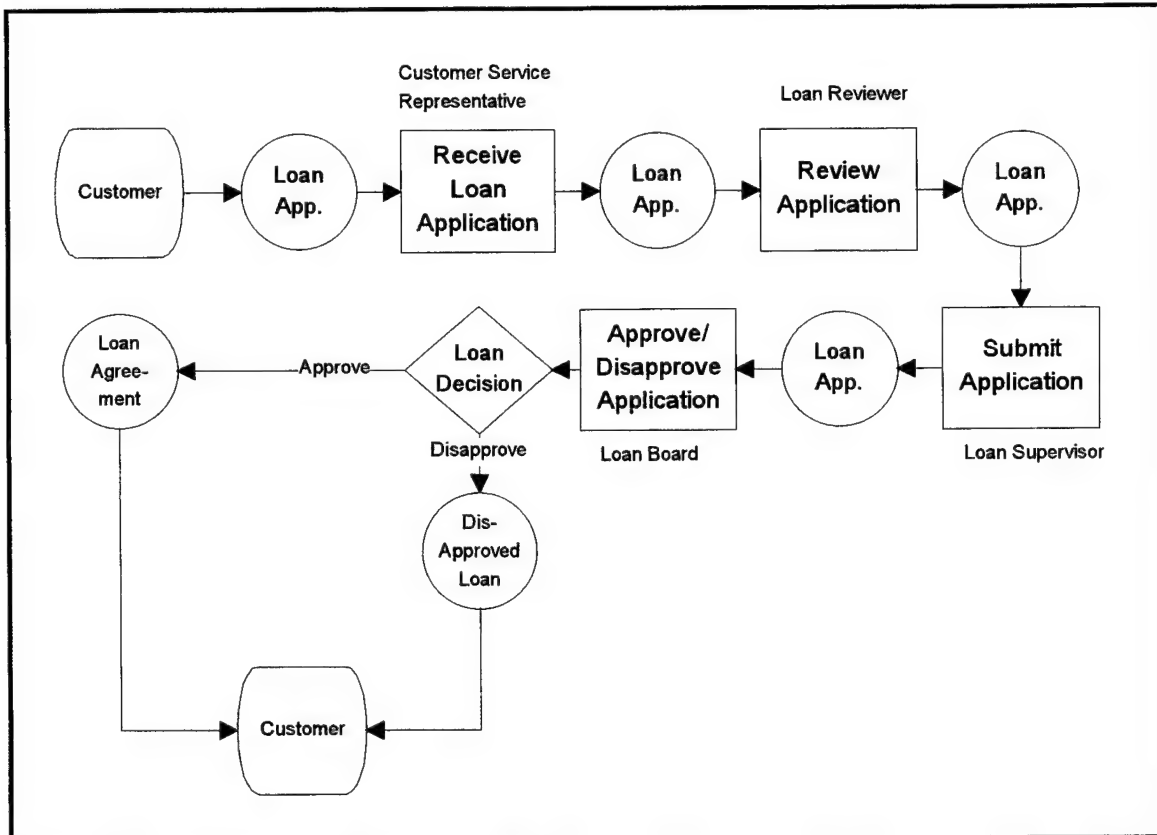 Customer Service
Representative
Loan Reviewer
Customer
Loan
App.
Receive
Loan
Application
Loan
App.
Review
Application
Loan
App.
Loan
Agree-
ment
Approve
Loan
Decision
Approve/
Disapprove
Application
Loan
App.
Submit
Application
Disapprove
Loan Board
Loan Supervisor
Dis-
Approved
Loan
Customer